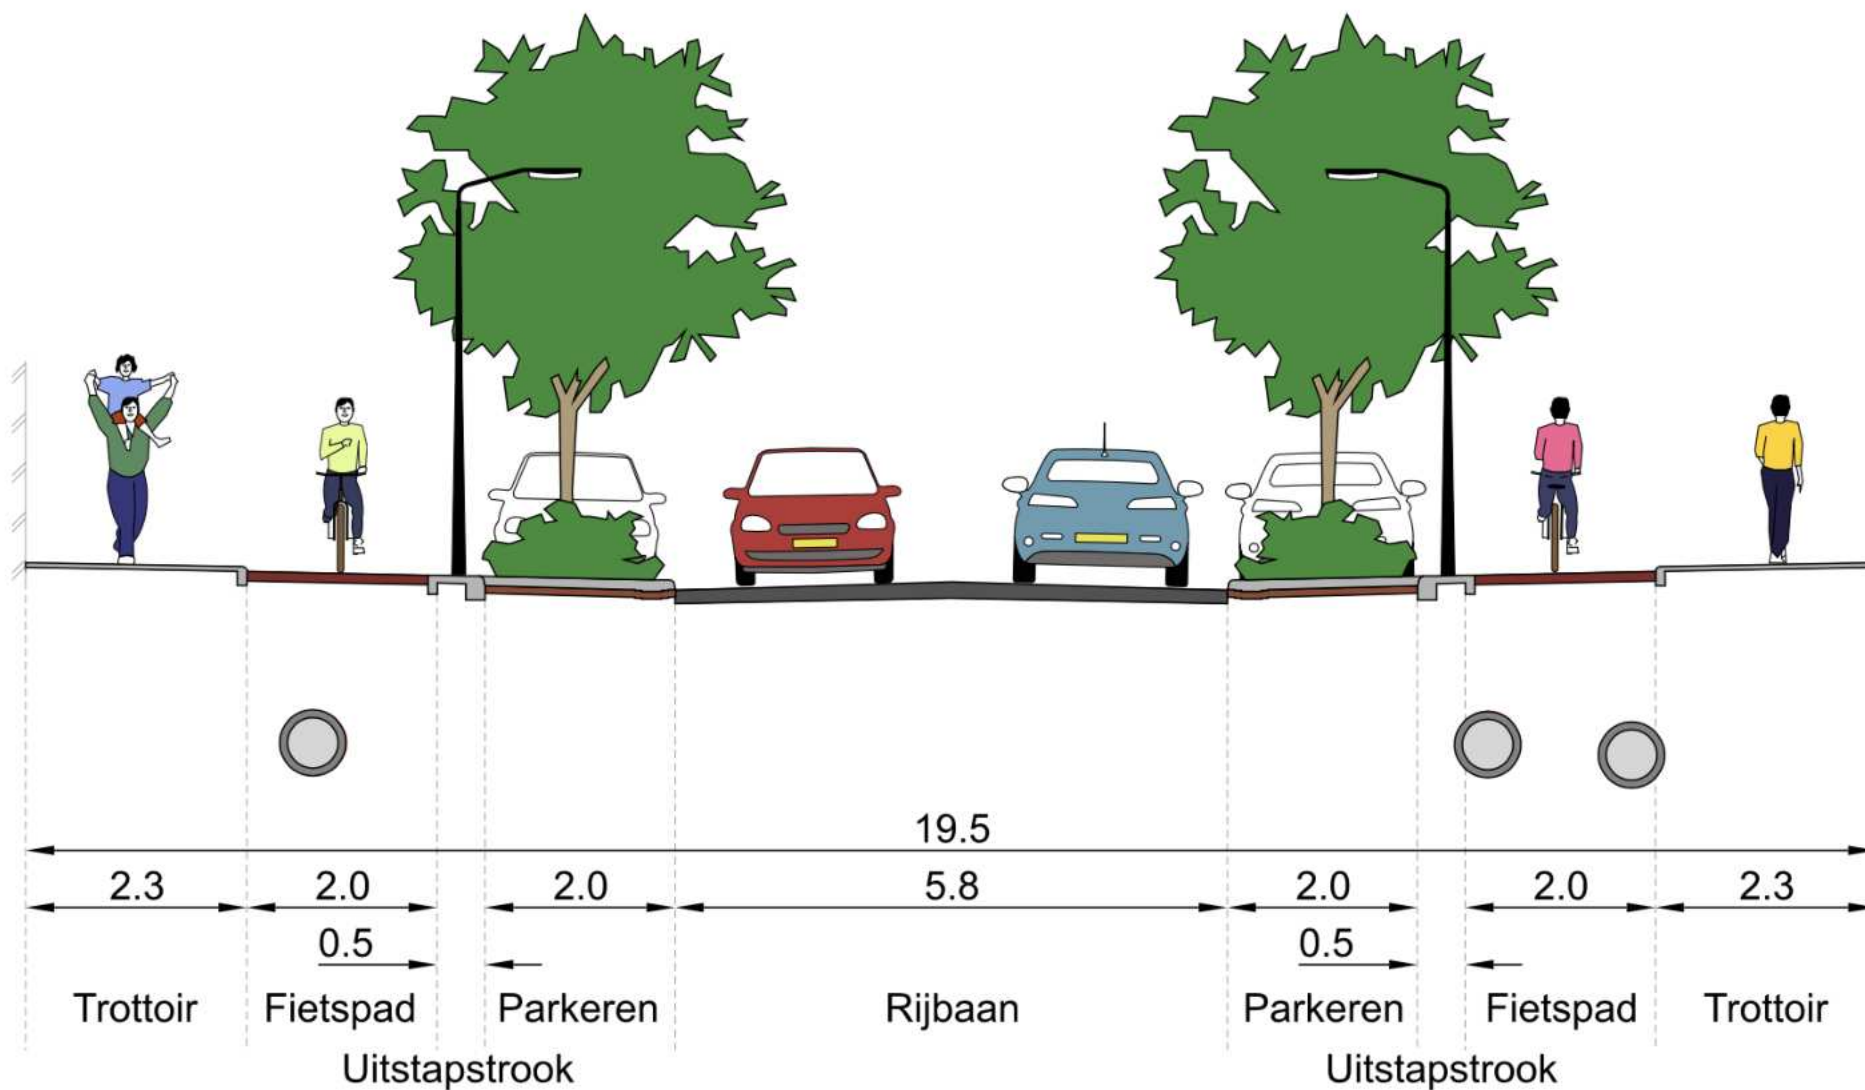 19.5
2.3 2.0 2.0 5.8 2.0 2.0 2.3
0.5 0.5
Trottoir Fietspad Parkeren Rijbaan Parkeren Fietspad Trottoir
Uitstapstrook Uitstapstrook